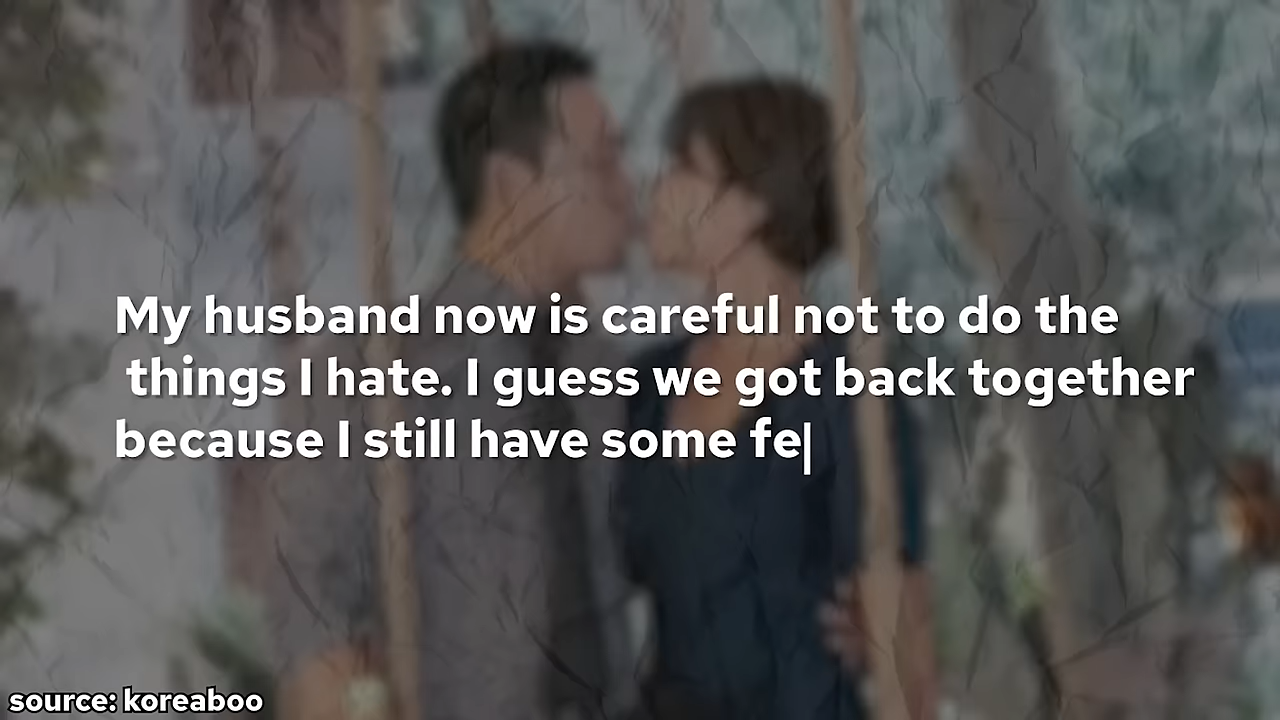 My husband now is careful not to do the
things I hate. I guess we got back together
because I still have some fe
source: koreaboo